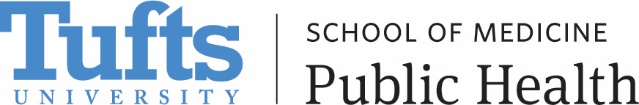 Tufts
UNIVERSITY
SCHOOL OF MEDICINE
Public Health